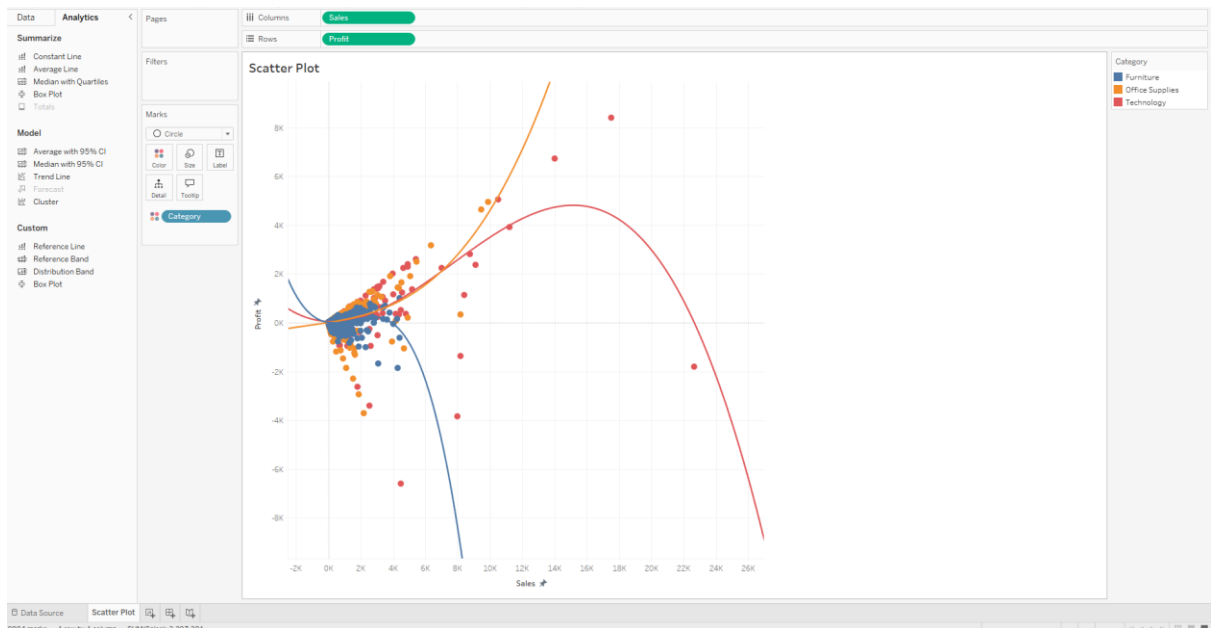 Data Analytics <
Summarize
Constant Line
Average Line
Median with Quartiles
Box Plot
Totals
Model
Average with 95% CI
Median with 95% CI
Trend Line
Forecast
Cluster
Custom
Reference Line
Reference Band
Distribution Band
Box Plot
Pages
Filters
Marks
Circle
Color Size Label
Detail Tooltip
Category
Columns Sales
Rows Profit
Scatter Plot
8K
6K
4K
2K
0K
-2K
-4K
-6K
-8K
Profit
-2K 0K 2K 4K 6K 8K 10K 12K 14K 16K 18K 20K 22K 24K 26K
Sales
Category
Furniture
Office Supplies
Technology
Data Source Scatter Plot